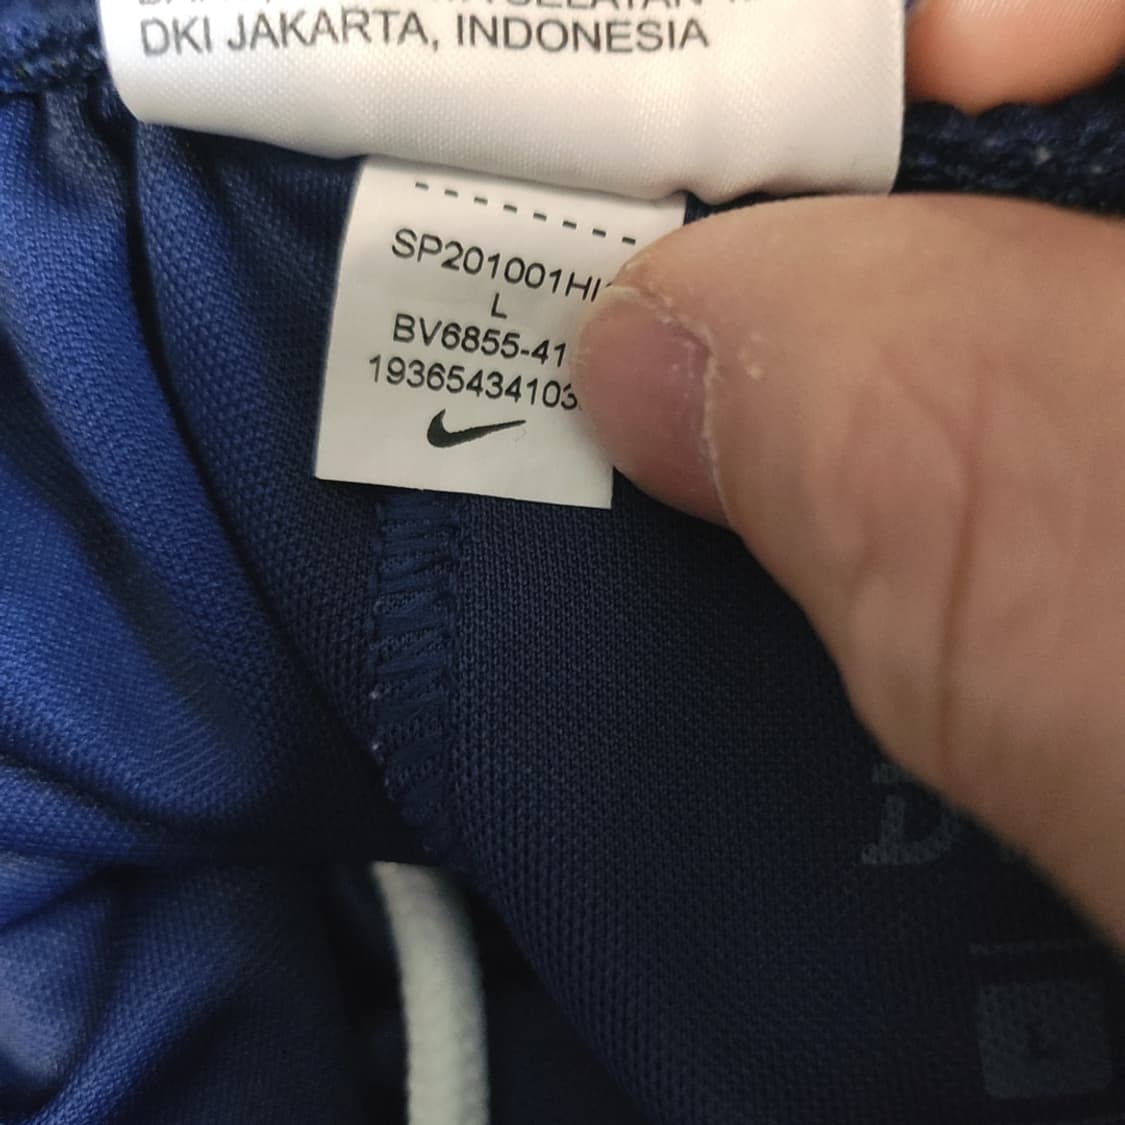 DKI JAKARTA, INDONESIA
SP201001HI
L
BV6855-41
19365434103